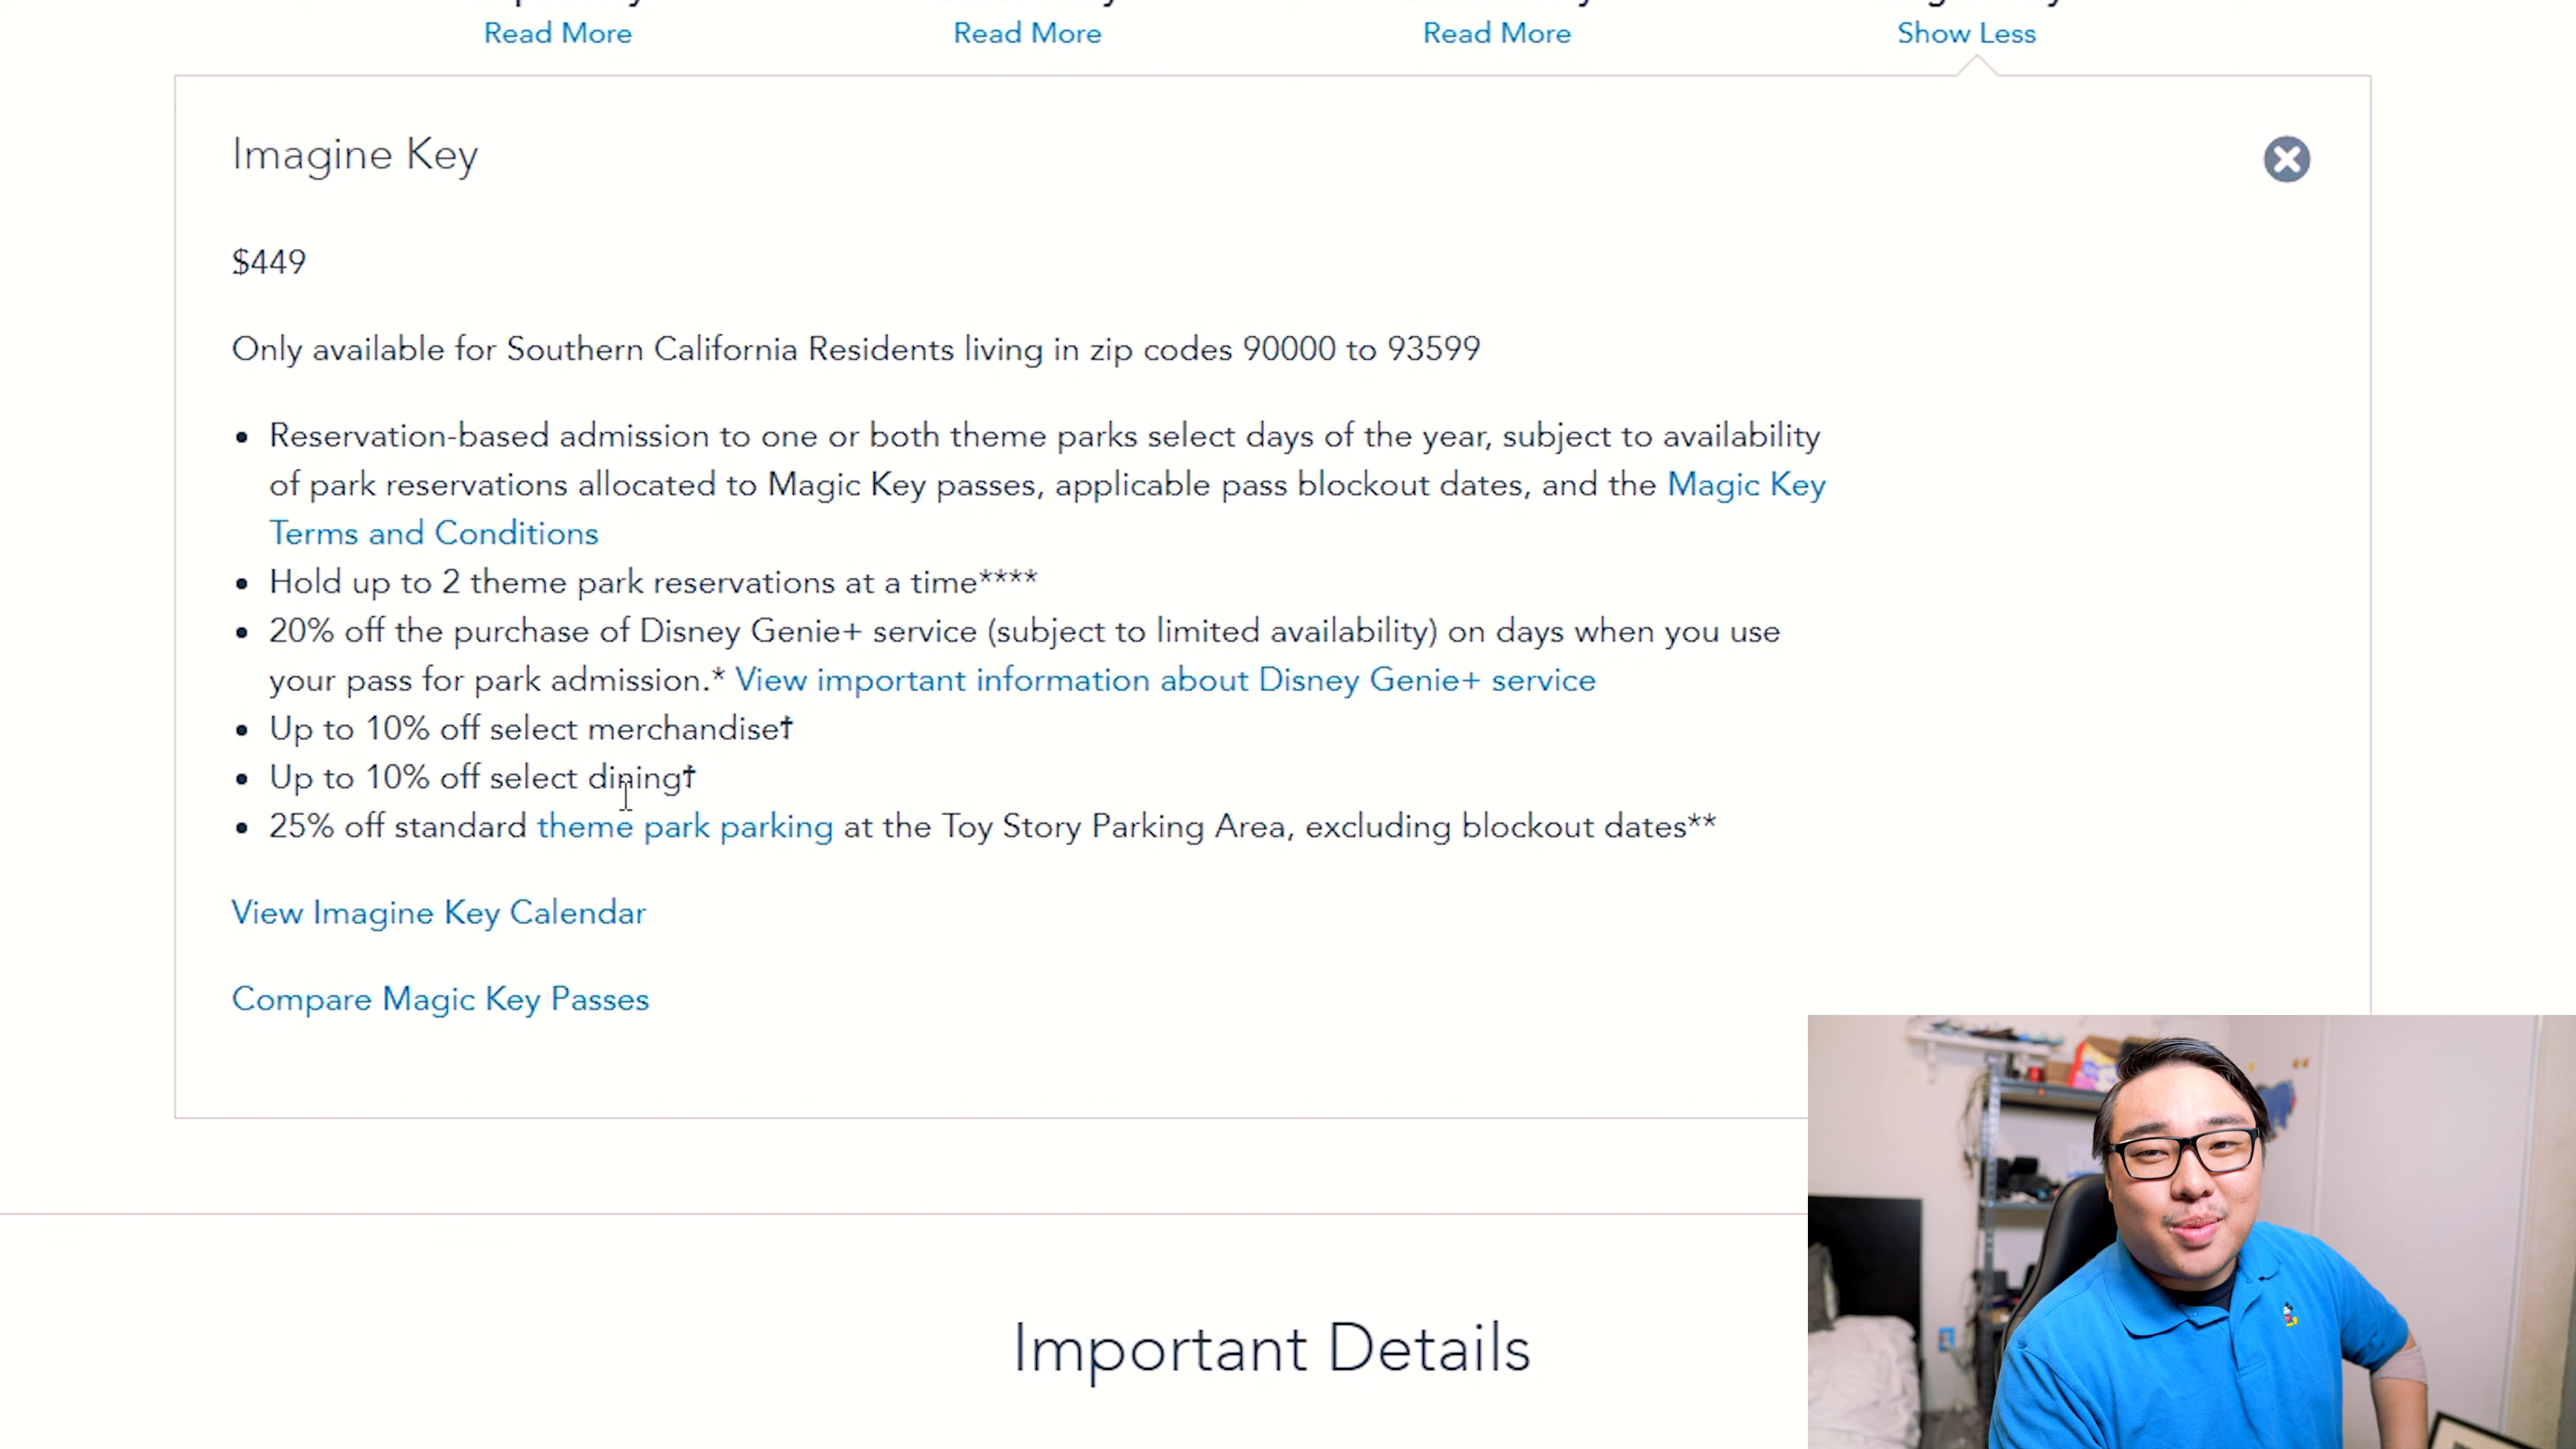 Read More
Read More
Read More
Show Less
Imagine Key
$449
Only available for Southern California Residents living in zip codes 90000 to 93599
• Reservation-based admission to one or both theme parks select days of the year, subject to availability
of park reservations allocated to Magic Key passes, applicable pass blockout dates, and the Magic Key
Terms and Conditions
• Hold up to 2 theme park reservations at a time****
• 20% off the purchase of Disney Genie+ service (subject to limited availability) on days when you use
your pass for park admission.* View important information about Disney Genie+ service
• Up to 10% off select merchandise†
• Up to 10% off select dining†
• 25% off standard theme park parking at the Toy Story Parking Area, excluding blockout dates**
View Imagine Key Calendar
Compare Magic Key Passes
Important Details